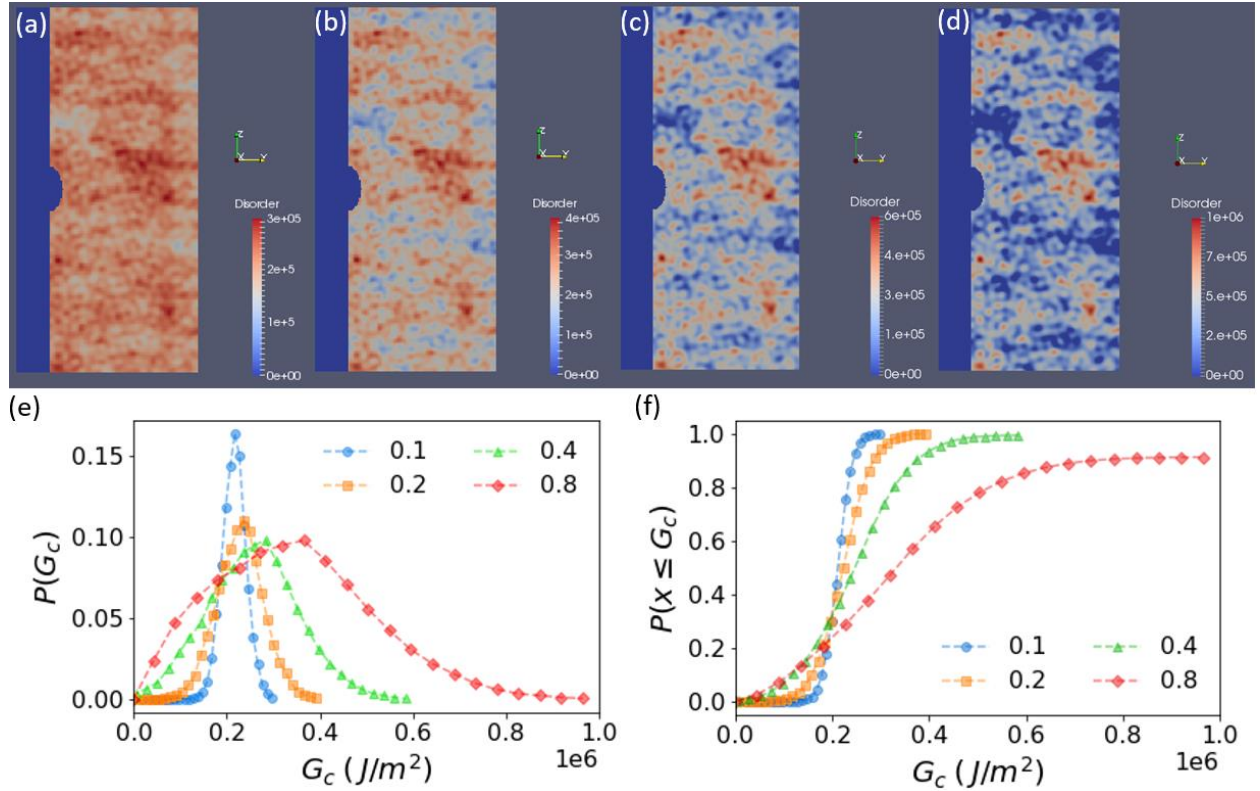 (a) (b) (c) (d)
Z Z Z Z
X Y X Y X Y X Y
Disorder Disorder Disorder Disorder
3e+05 4e+05 6e+05 1e+06
2e+5 3e+5 4.e+05 7.e+05
2e+5 3.e+05 5.e+05
1e+5 1e+5 1.e+05 2.e+05
0e+00 0e+00 0e+00 0e+00
(e) (f)
0.15
0.10
0.05
0.00
P(G_c)
0.1 0.4
0.2 0.8
0.0 0.2 0.4 0.6 0.8 1.0
1e6
G_c ( J/m²)
1.0
0.8
0.6
0.4
0.2
0.0
P(x ≤ G_c)
0.1 0.4
0.2 0.8
0.0 0.2 0.4 0.6 0.8 1.0
1e6
G_c ( J/m²)